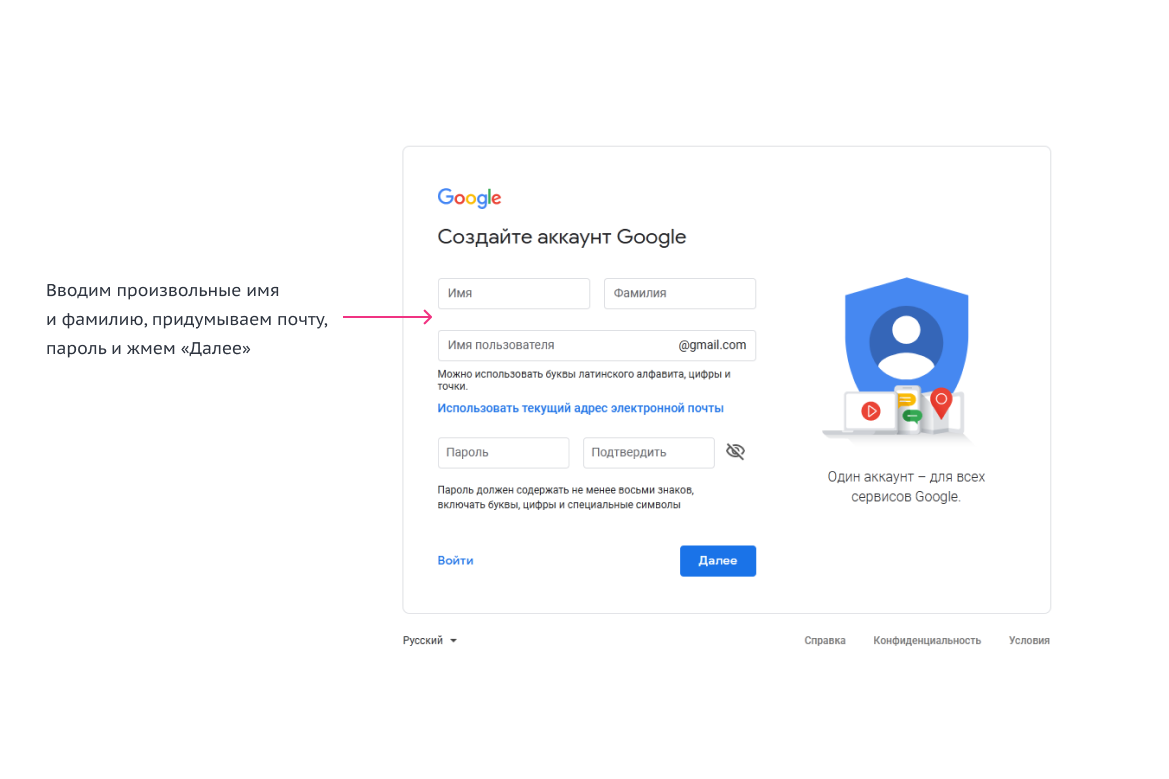 Вводим произвольные имя
и фамилию, придумываем почту,
пароль и жмем «Далее»
Google
Создайте аккаунт Google
Имя
Фамилия
Имя пользователя
@gmail.com
Можно использовать буквы латинского алфавита, цифры и
точки.
Использовать текущий адрес электронной почты
Пароль
Подтвердить
Пароль должен содержать не менее восьми знаков,
включать буквы, цифры и специальные символы
Войти
Далее
Один аккаунт – для всех
сервисов Google.
Русский
Справка
Конфиденциальность
Условия